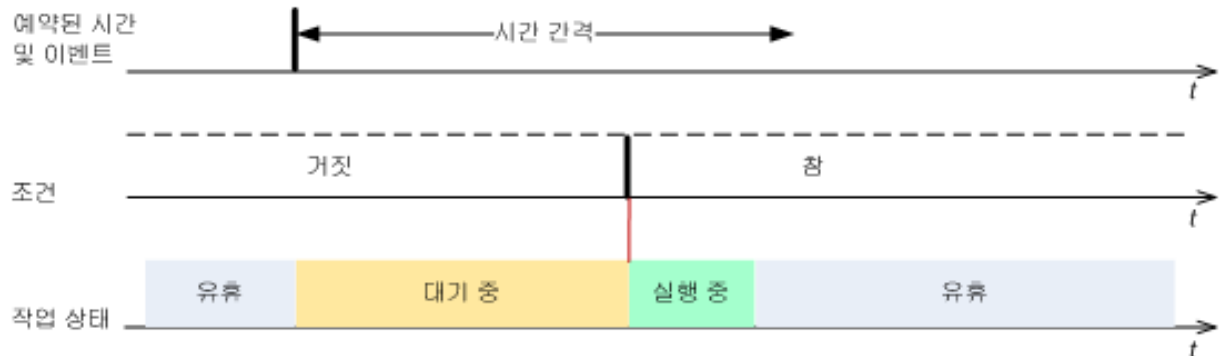 예약된 시간
및 이벤트
시간 간격
t
거짓
참
조건
t
유휴
대기 중
실행 중
유휴
작업 상태
t